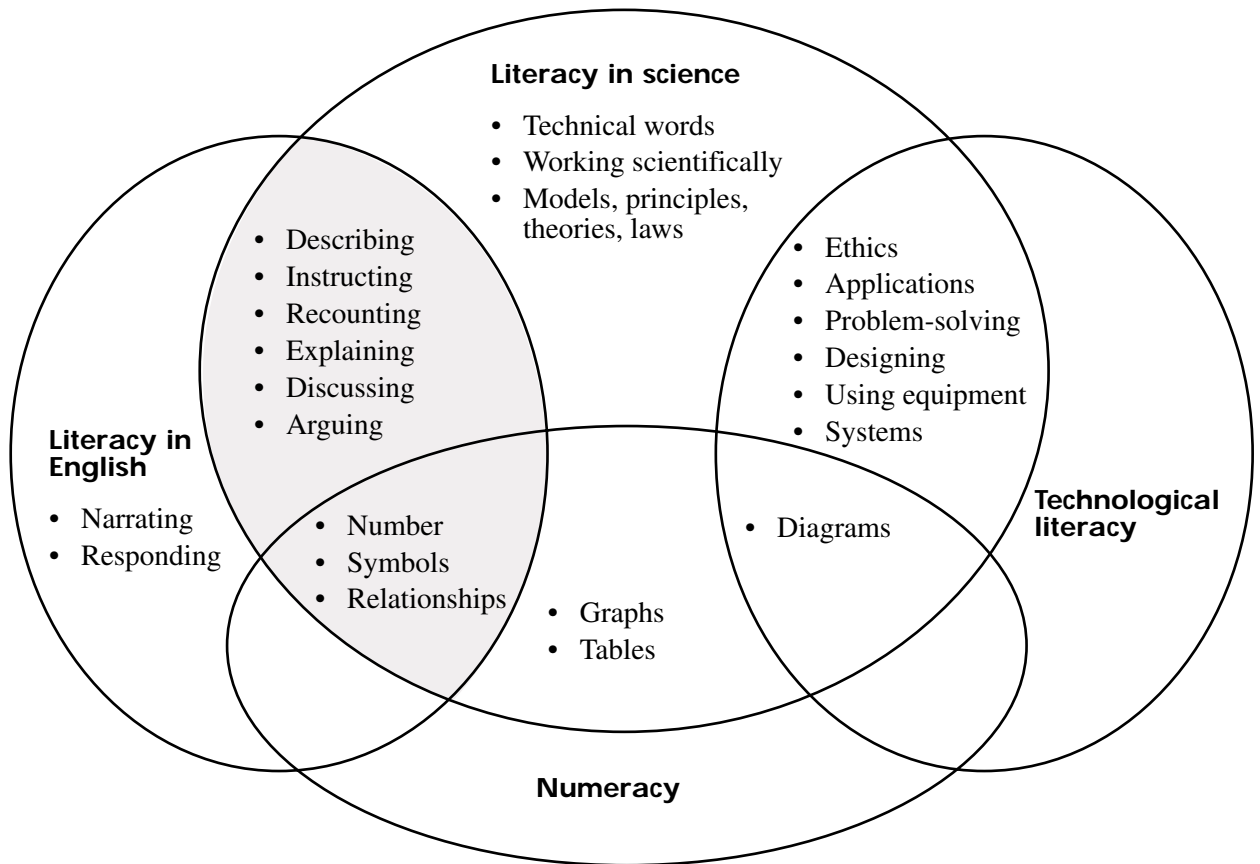 Literacy in science
• Technical words
• Working scientifically
• Models, principles,
theories, laws
• Describing
• Instructing
• Recounting
• Explaining
• Discussing
• Arguing
• Ethics
• Applications
• Problem-solving
• Designing
• Using equipment
• Systems
Literacy in
English
• Narrating
• Responding
• Number
• Symbols
• Relationships
• Graphs
• Tables
• Diagrams
Technological
literacy
Numeracy